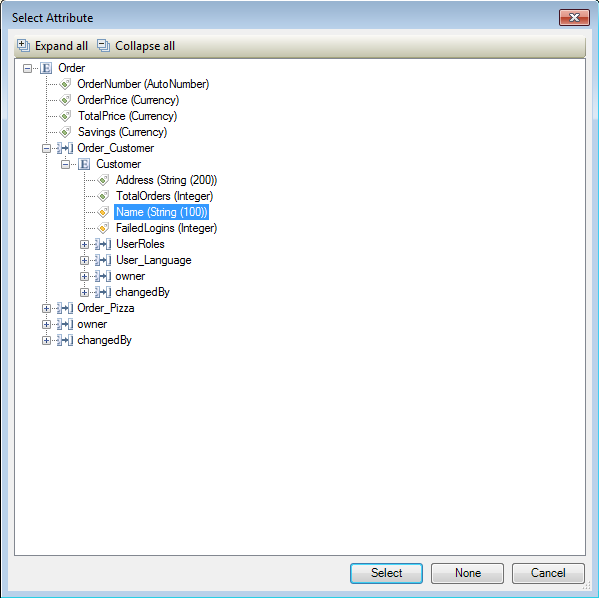 Select Attribute
Expand all Collapse all
E Order
OrderNumber (AutoNumber)
OrderPrice (Currency)
TotalPrice (Currency)
Savings (Currency)
Order_Customer
E Customer
Address (String (200))
TotalOrders (Integer)
Name (String (100))
FailedLogins (Integer)
UserRoles
User_Language
owner
changedBy
Order_Pizza
owner
changedBy
Select None Cancel